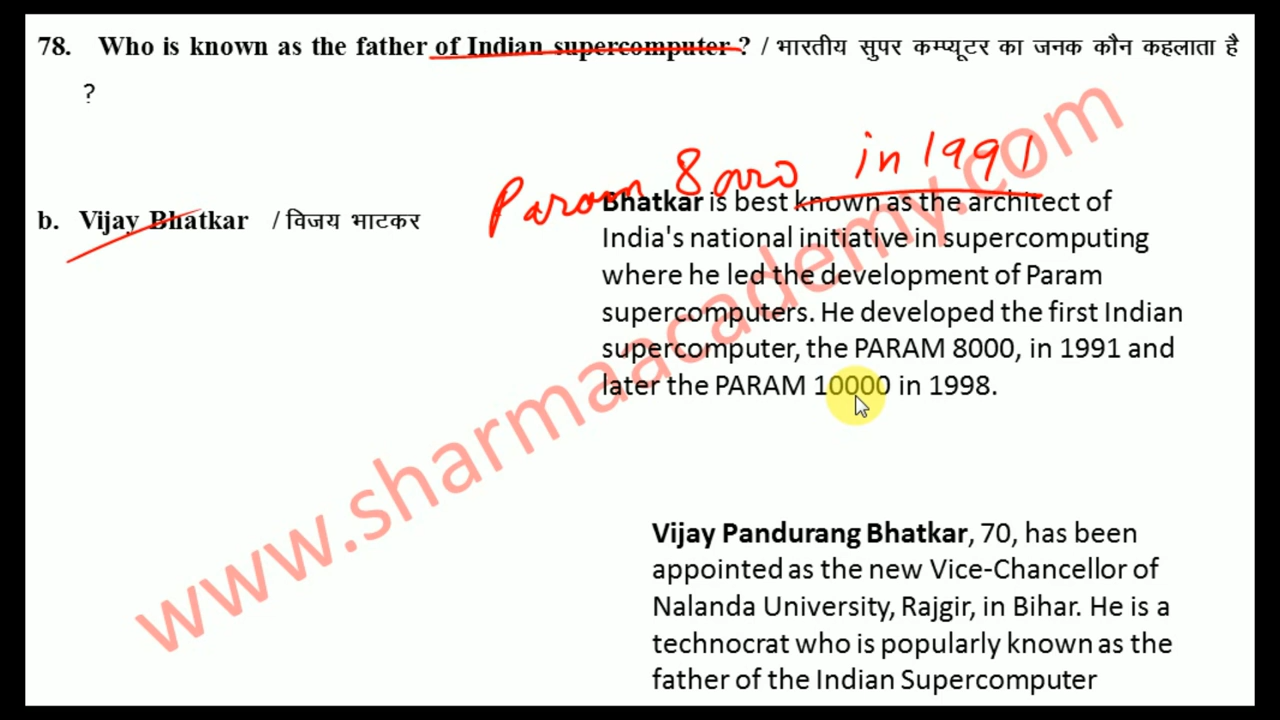 78. Who is known as the father of Indian supercomputer ? / भारतीय सुपर कम्प्यूटर का जनक कौन कहलाता है
?
Param 8000 in 1991
b. Vijay Bhatkar / विजय भाटकर
Bhatkar is best known as the architect of
India's national initiative in supercomputing
where he led the development of Param
supercomputers. He developed the first Indian
supercomputer, the PARAM 8000, in 1991 and
later the PARAM 10000 in 1998.
Vijay Pandurang Bhatkar, 70, has been
appointed as the new Vice-Chancellor of
Nalanda University, Rajgir, in Bihar. He is a
technocrat who is popularly known as the
father of the Indian Supercomputer
www.sharmaacademy.com